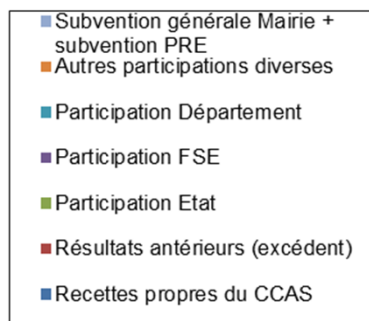 Subvention générale Mairie +
subvention PRE
Autres participations diverses
Participation Département
Participation FSE
Participation Etat
Résultats antérieurs (excédent)
Recettes propres du CCAS